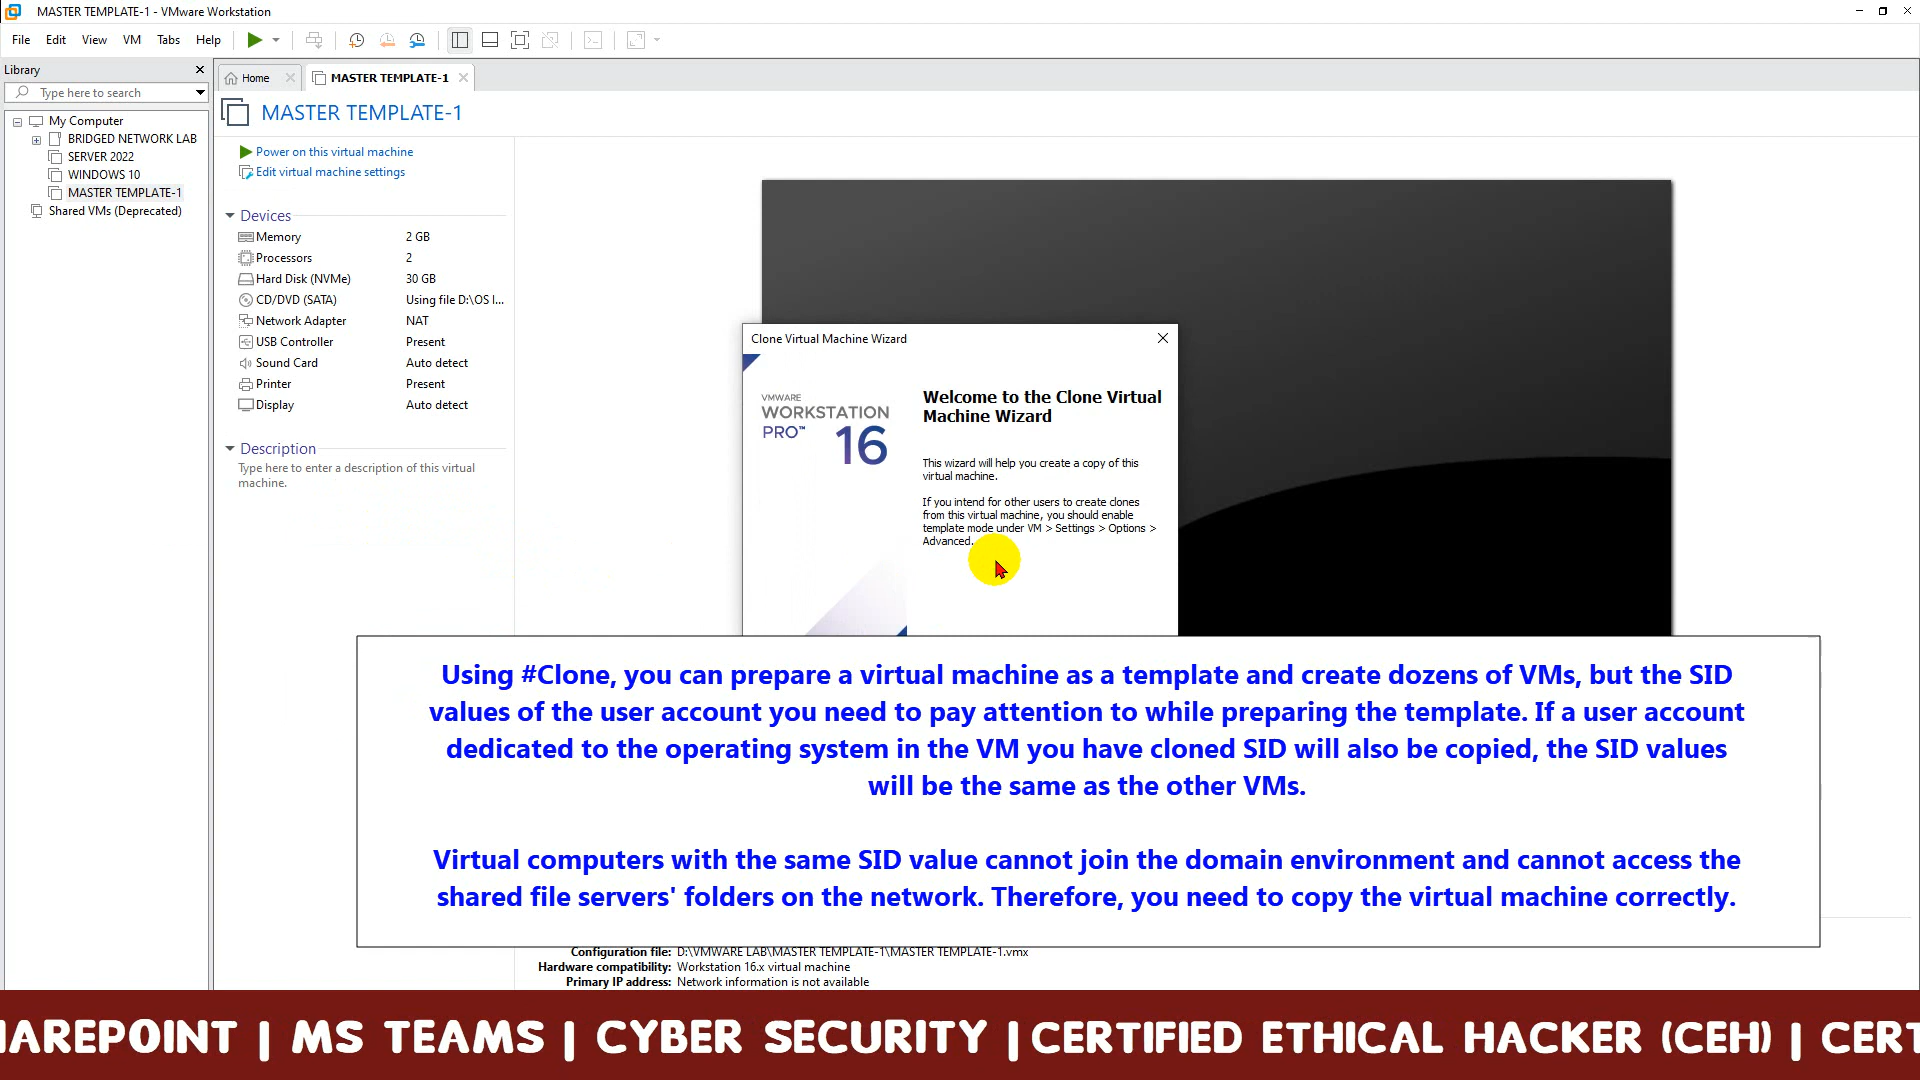 MASTER TEMPLATE-1 - VMware Workstation
File Edit View VM Tabs Help
Library
Type here to search
My Computer
BRIDGED NETWORK LAB
SERVER 2022
WINDOWS 10
MASTER TEMPLATE-1
Shared VMs (Deprecated)
Home
MASTER TEMPLATE-1
MASTER TEMPLATE-1
Power on this virtual machine
Edit virtual machine settings
Devices
Memory 2 GB
Processors 2
Hard Disk (NVMe) 30 GB
CD/DVD (SATA) Using file D:\OS I...
Network Adapter NAT
USB Controller Present
Sound Card Auto detect
Printer Present
Display Auto detect
Description
Type here to enter a description of this virtual
machine.
Clone Virtual Machine Wizard
VMWARE
WORKSTATION
PRO™ 16
Welcome to the Clone Virtual
Machine Wizard
This wizard will help you create a copy of this
virtual machine.
If you intend for other users to create clones
from this virtual machine, you should enable
template mode under VM > Settings > Options >
Advanced.
Using #Clone, you can prepare a virtual machine as a template and create dozens of VMs, but the SID
values of the user account you need to pay attention to while preparing the template. If a user account
dedicated to the operating system in the VM you have cloned SID will also be copied, the SID values
will be the same as the other VMs.
Virtual computers with the same SID value cannot join the domain environment and cannot access the
shared file servers' folders on the network. Therefore, you need to copy the virtual machine correctly.
Configuration file: D:\VMWARE LAB\MASTER TEMPLATE-1\MASTER TEMPLATE-1.vmx
Hardware compatibility: Workstation 16.x virtual machine
Primary IP address: Network information is not available
HAREPOINT | MS TEAMS | CYBER SECURITY | CERTIFIED ETHICAL HACKER (CEH) | CERT